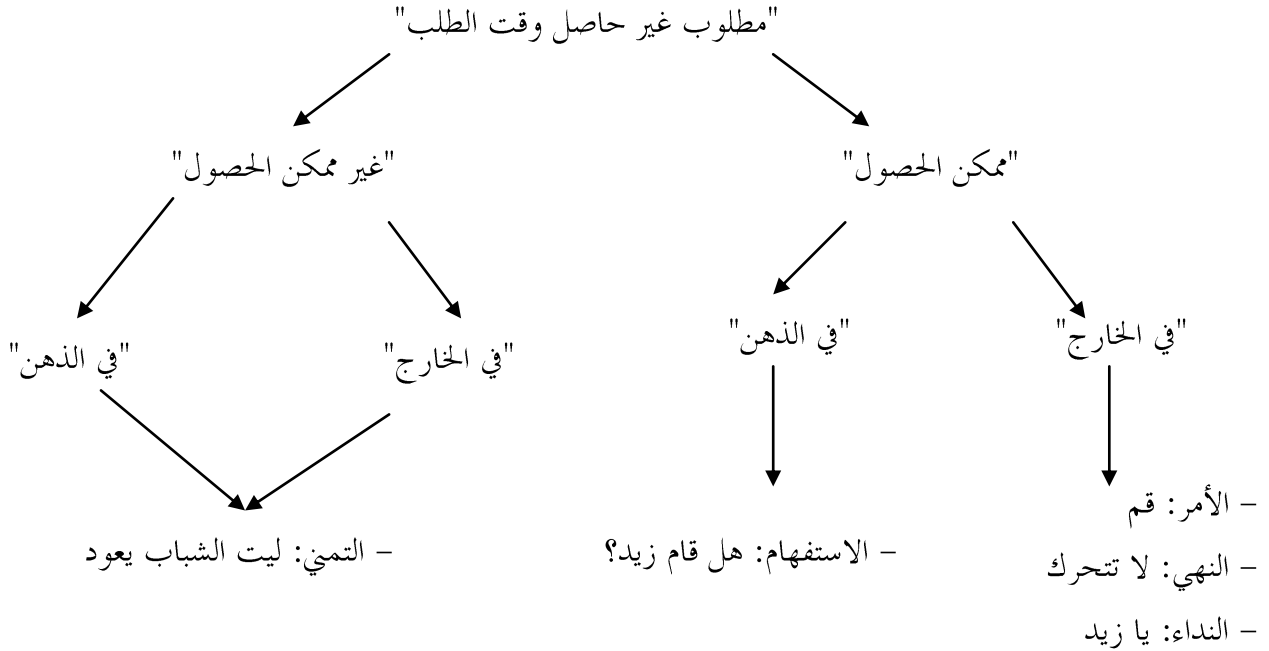 "مطلوب غير حاصل وقت الطلب"
"ممكن الحصول"
"غير ممكن الحصول"
"في الخارج"
"في الذهن"
"في الخارج"
"في الذهن"
– الأمر: قم
– النهي: لا تتحرك
– النداء: يا زيد
– الاستفهام: هل قام زيد؟
– التمني: ليت الشباب يعود